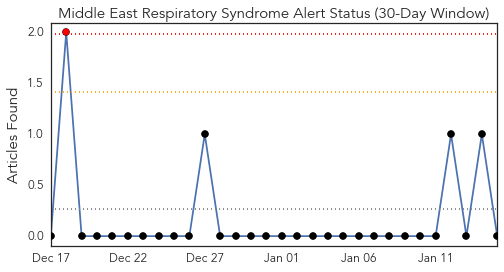 Middle East Respiratory Syndrome Alert Status (30-Day Window)
Articles Found
2.0
1.5
1.0
0.5
0.0
Dec 17 Dec 22 Dec 27 Jan 01 Jan 06 Jan 11